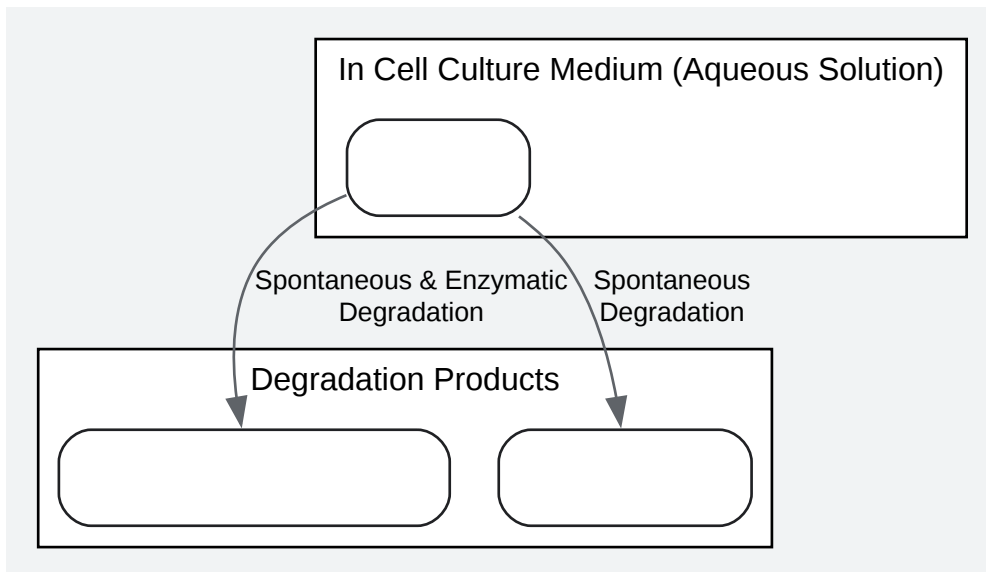 In Cell Culture Medium (Aqueous Solution)
Spontaneous & Enzymatic
Degradation
Spontaneous
Degradation
Degradation Products